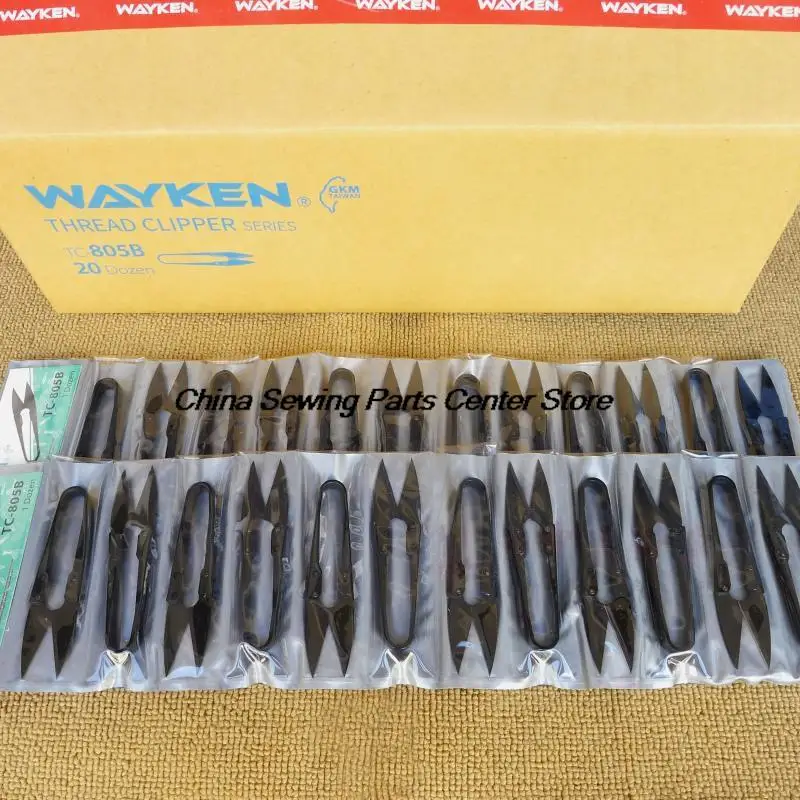 WAYKEN® WAYKEN® WAYKEN® WAYKEN® WAYKEN® WAYKEN® WAYKEN
WAYKEN®
GKM
TAIWAN
THREAD CLIPPER SERIES
TC-805B
20 Dozen
China Sewing Parts Center Store
TC-805B
Dozen
TC-805B
1 Dozen